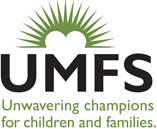 UMFS
Unwavering champions
for children and families.